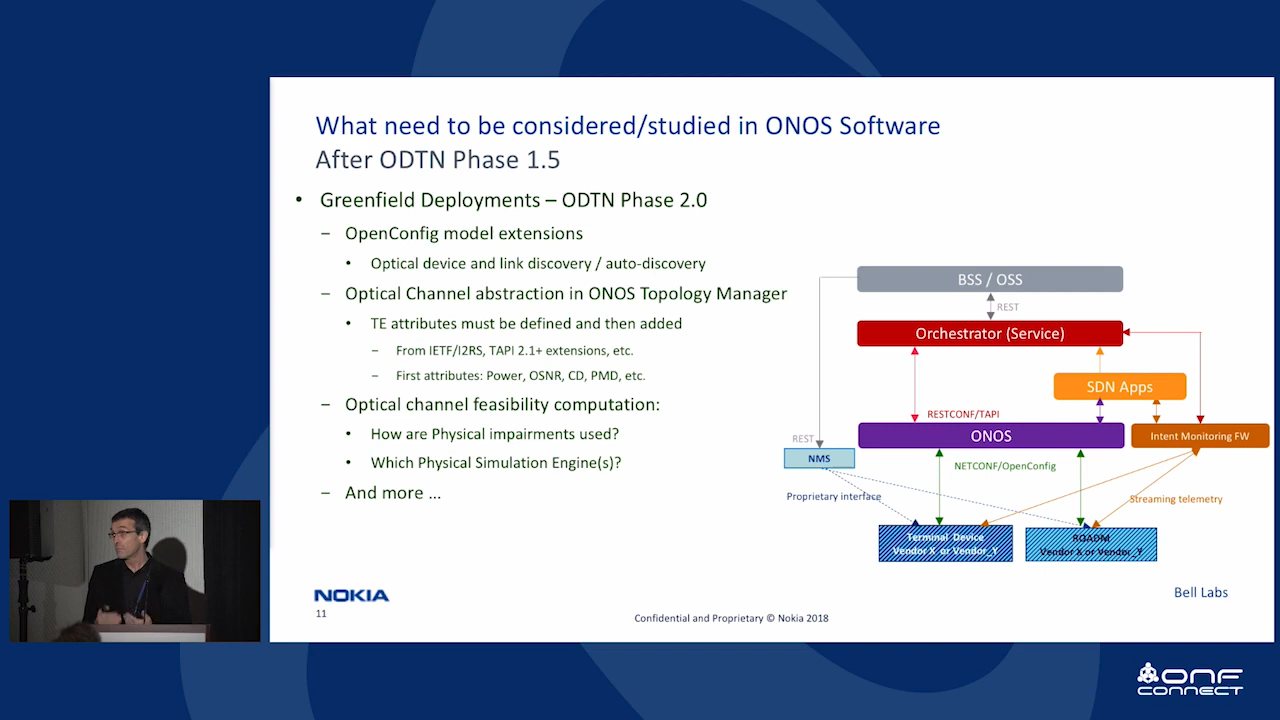 What need to be considered/studied in ONOS Software
After ODTN Phase 1.5
• Greenfield Deployments – ODTN Phase 2.0
– OpenConfig model extensions
• Optical device and link discovery / auto-discovery
– Optical Channel abstraction in ONOS Topology Manager
• TE attributes must be defined and then added
– From IETF/I2RS, TAPI 2.1+ extensions, etc.
– First attributes: Power, OSNR, CD, PMD, etc.
– Optical channel feasibility computation:
• How are Physical impairments used?
• Which Physical Simulation Engine(s)?
– And more ...
BSS / OSS
REST
Orchestrator (Service)
SDN Apps
RESTCONF/TAPI
ONOS
Intent Monitoring FW
REST
NMS
NETCONF/OpenConfig
Proprietary interface
Streaming telemetry
Terminal Device
Vendor X or Vendor_Y
ROADM
Vendor X or Vendor_Y
NOKIA
Bell Labs
11
Confidential and Proprietary © Nokia 2018
ONF
CONNECT